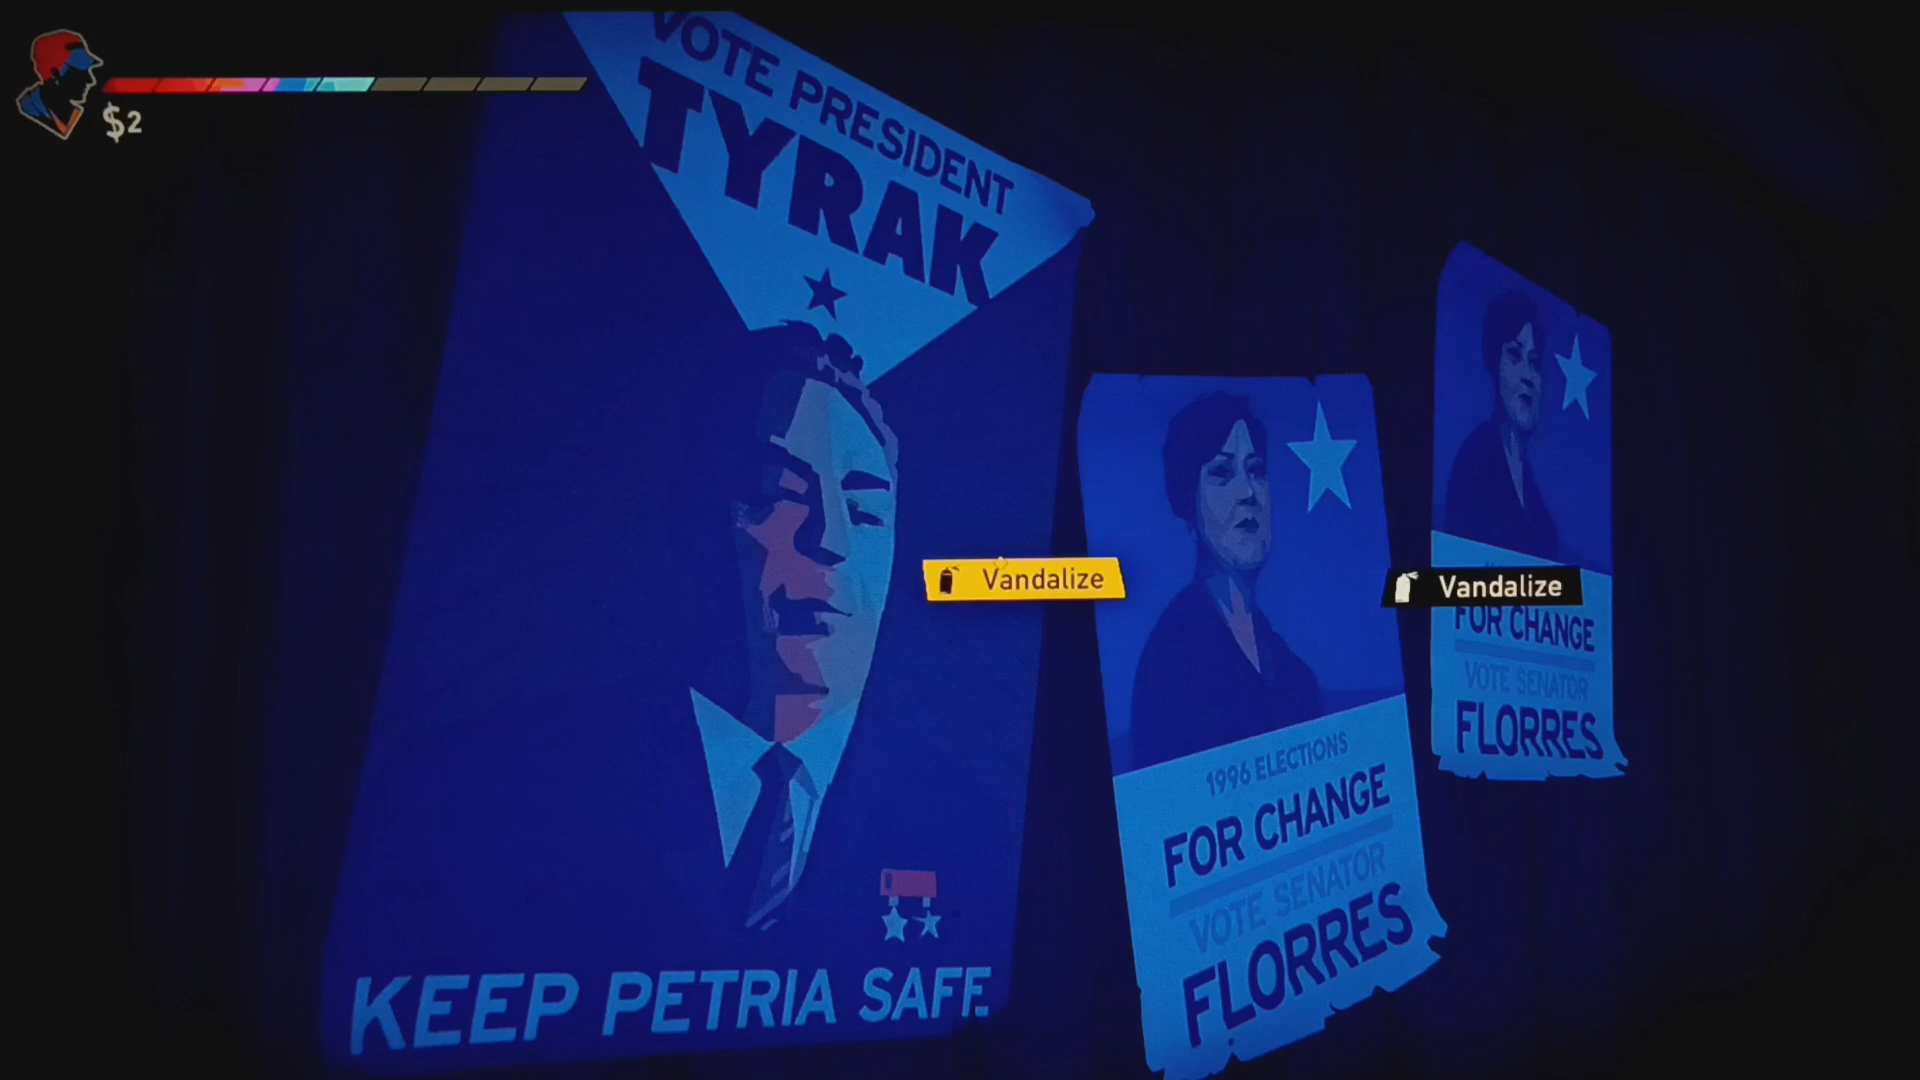 $2
VOTE PRESIDENT
TYRAK
KEEP PETRIA SAFE.
Vandalize
1996 ELECTIONS
FOR CHANGE
VOTE SENATOR
FLORRES
Vandalize
FOR CHANGE
VOTE SENATOR
FLORRES